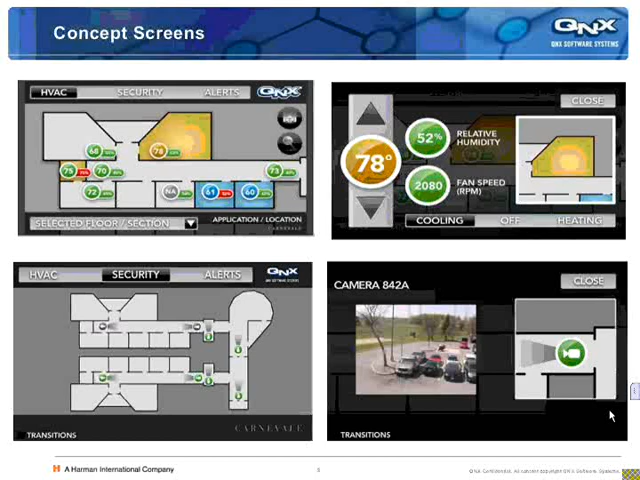 Concept Screens
QNX
QNX SOFTWARE SYSTEMS
HVAC
SECURITY
ALERTS
QNX
68
78
75
70
73
72
NA
61
60
SELECTED FLOOR / SECTION
APPLICATION / LOCATION
CARNEVALE
CLOSE
78°
52%
RELATIVE
HUMIDITY
2080
FAN SPEED
(RPM)
COOLING
OFF
HEATING
HVAC
SECURITY
ALERTS
QNX
TRANSITIONS
CARNEVALE
CAMERA 842A
CLOSE
TRANSITIONS
A Harman International Company